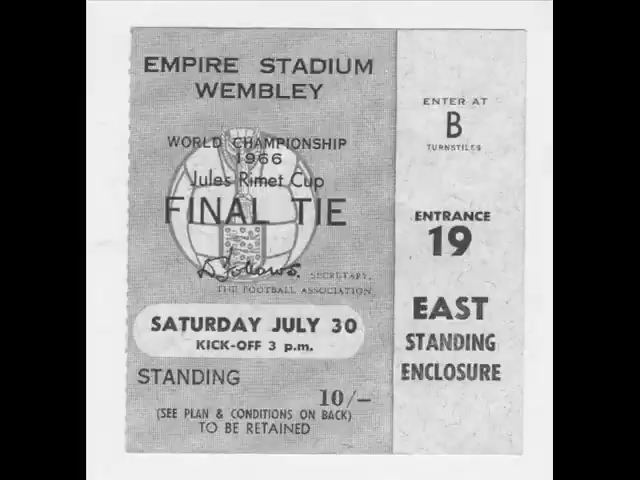 EMPIRE STADIUM
WEMBLEY
WORLD CHAMPIONSHIP
1966
Jules Rimet Cup
FINAL TIE
D Follows.
SECRETARY,
THE FOOTBALL ASSOCIATION
SATURDAY JULY 30
KICK-OFF 3 p.m.
STANDING
10/–
(SEE PLAN & CONDITIONS ON BACK)
TO BE RETAINED
ENTER AT
B
TURNSTILES
ENTRANCE
19
EAST
STANDING
ENCLOSURE